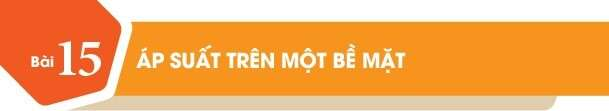 Bài 15 ÁP SUẤT TRÊN MỘT BỀ MẶT